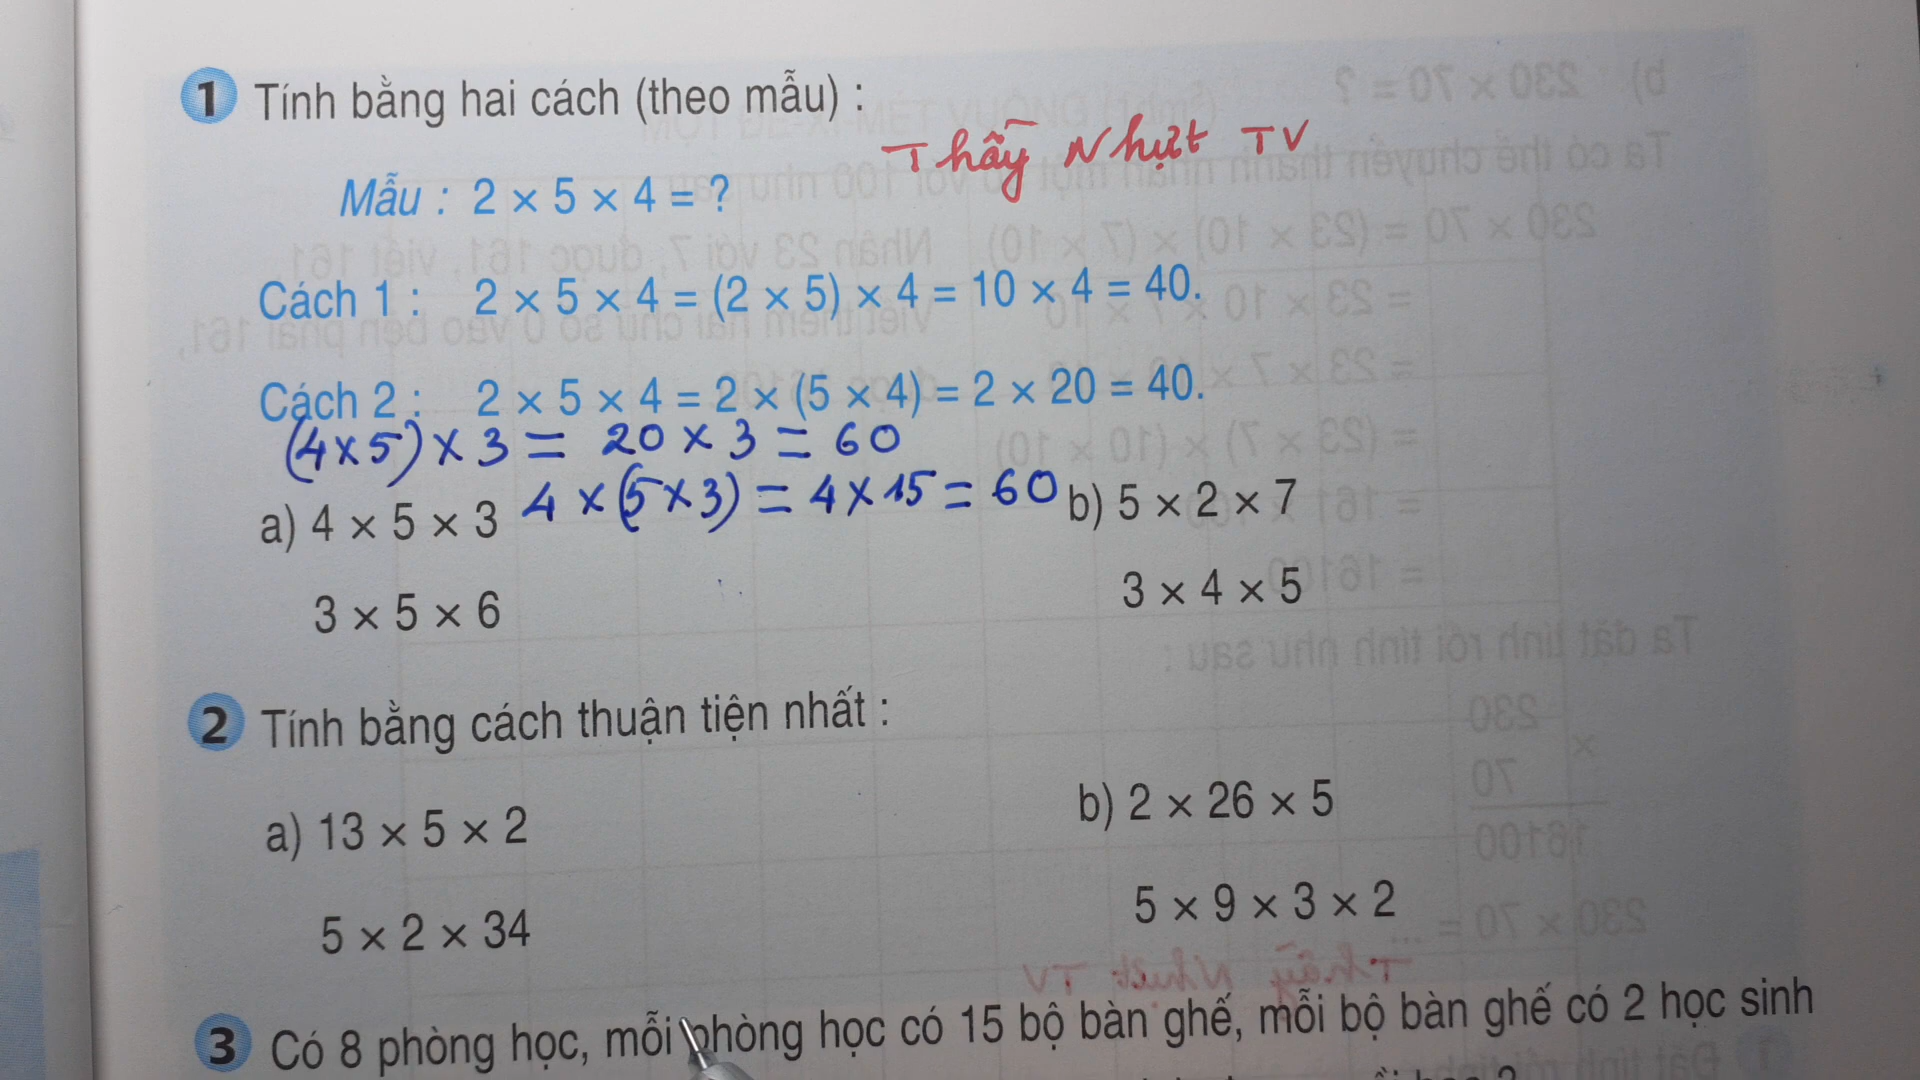 1 Tính bằng hai cách (theo mẫu) :
Thầy Nhựt TV
Mẫu : 2 × 5 × 4 = ?
Cách 1 : 2 × 5 × 4 = (2 × 5) × 4 = 10 × 4 = 40.
Cách 2 : 2 × 5 × 4 = 2 × (5 × 4) = 2 × 20 = 40.
(4 × 5) × 3 = 20 × 3 = 60
a) 4 × 5 × 3 4 × (5 × 3) = 4 × 15 = 60 b) 5 × 2 × 7
3 × 5 × 6 3 × 4 × 5
2 Tính bằng cách thuận tiện nhất :
a) 13 × 5 × 2 b) 2 × 26 × 5
5 × 2 × 34 5 × 9 × 3 × 2
3 Có 8 phòng học, mỗi phòng học có 15 bộ bàn ghế, mỗi bộ bàn ghế có 2 học sinh